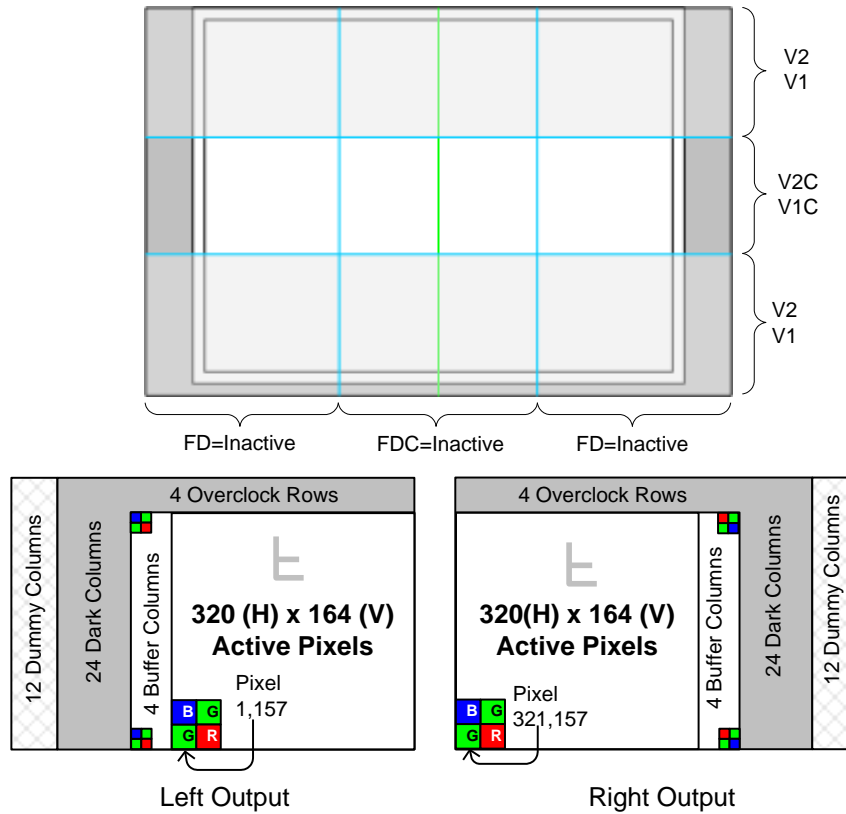 V2
V1
V2C
V1C
V2
V1
FD=Inactive
FDC=Inactive
FD=Inactive
12 Dummy Columns
24 Dark Columns
4 Overclock Rows
4 Buffer Columns
320 (H) x 164 (V)
Active Pixels
Pixel
1,157
B G
G R
Left Output
4 Overclock Rows
320(H) x 164 (V)
Active Pixels
Pixel
321,157
B G
G R
4 Buffer Columns
24 Dark Columns
12 Dummy Columns
Right Output